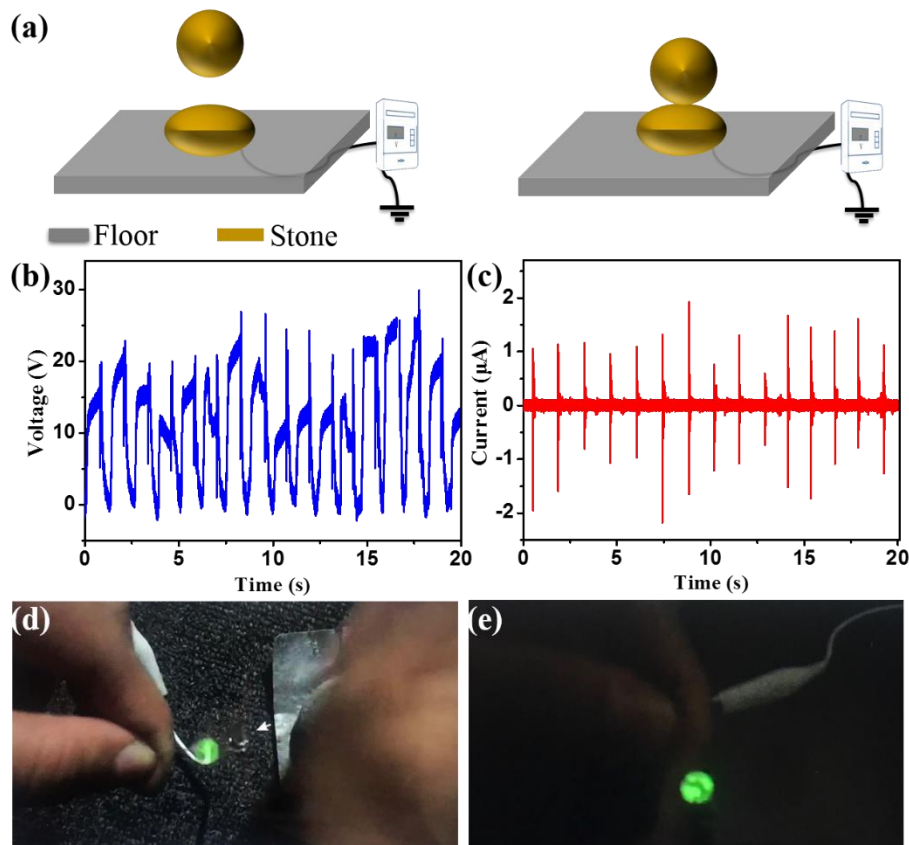 (a)
Floor Stone
(b)
Voltage (V)
30
20
10
0
0 5 10 15 20
Time (s)
(c)
Current (μA)
2
1
0
-1
-2
0 5 10 15 20
Time (s)
(d)
(e)